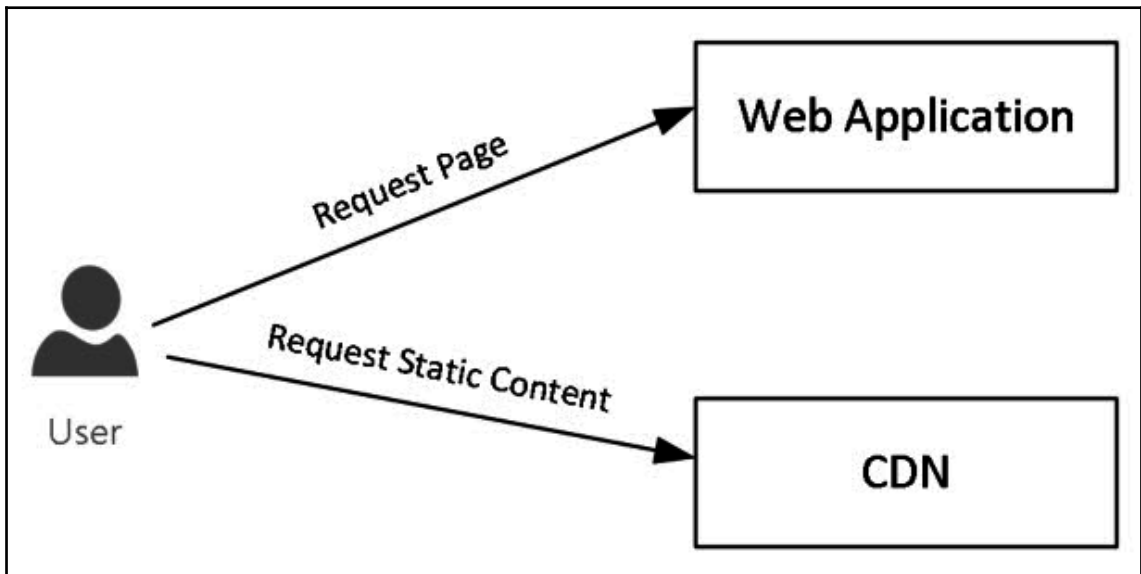 Web Application
Request Page
Request Static Content
User
CDN